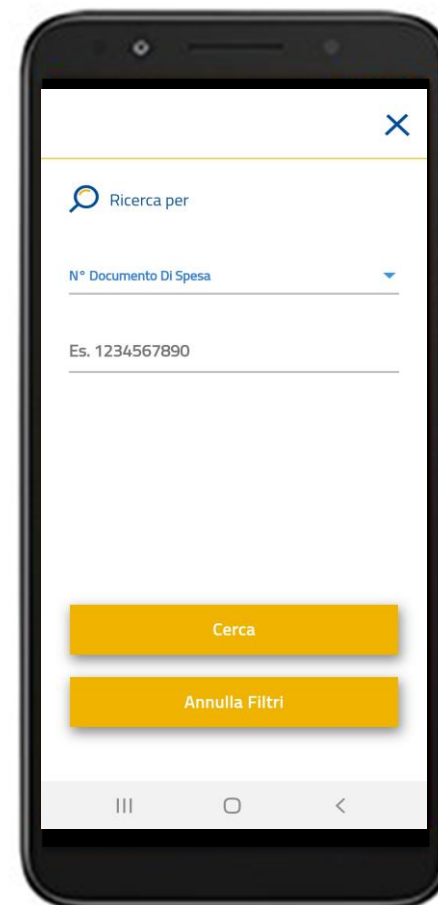 Ricerca per
N° Documento Di Spesa
Es. 1234567890
Cerca
Annulla Filtri